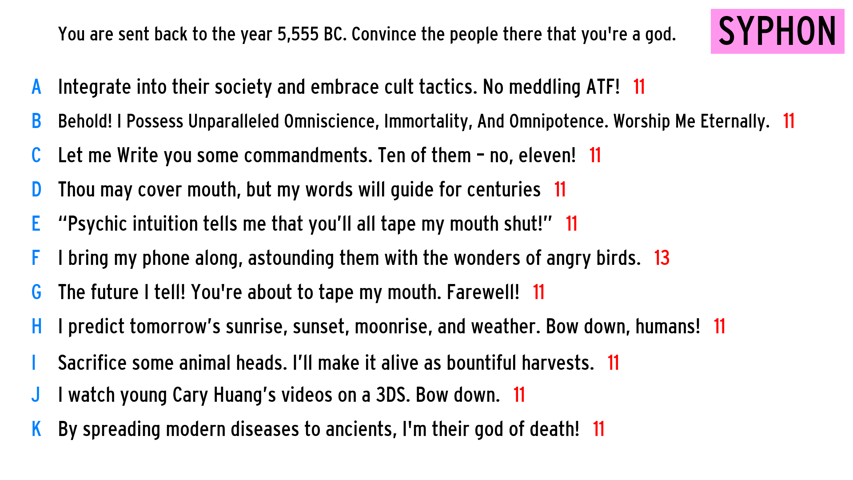 You are sent back to the year 5,555 BC. Convince the people there that you're a god.
SYPHON
A Integrate into their society and embrace cult tactics. No meddling ATF! 11
B Behold! I Possess Unparalleled Omniscience, Immortality, And Omnipotence. Worship Me Eternally. 11
C Let me Write you some commandments. Ten of them – no, eleven! 11
D Thou may cover mouth, but my words will guide for centuries 11
E “Psychic intuition tells me that you’ll all tape my mouth shut!” 11
F I bring my phone along, astounding them with the wonders of angry birds. 13
G The future I tell! You're about to tape my mouth. Farewell! 11
H I predict tomorrow’s sunrise, sunset, moonrise, and weather. Bow down, humans! 11
I Sacrifice some animal heads. I’ll make it alive as bountiful harvests. 11
J I watch young Cary Huang’s videos on a 3DS. Bow down. 11
K By spreading modern diseases to ancients, I'm their god of death! 11